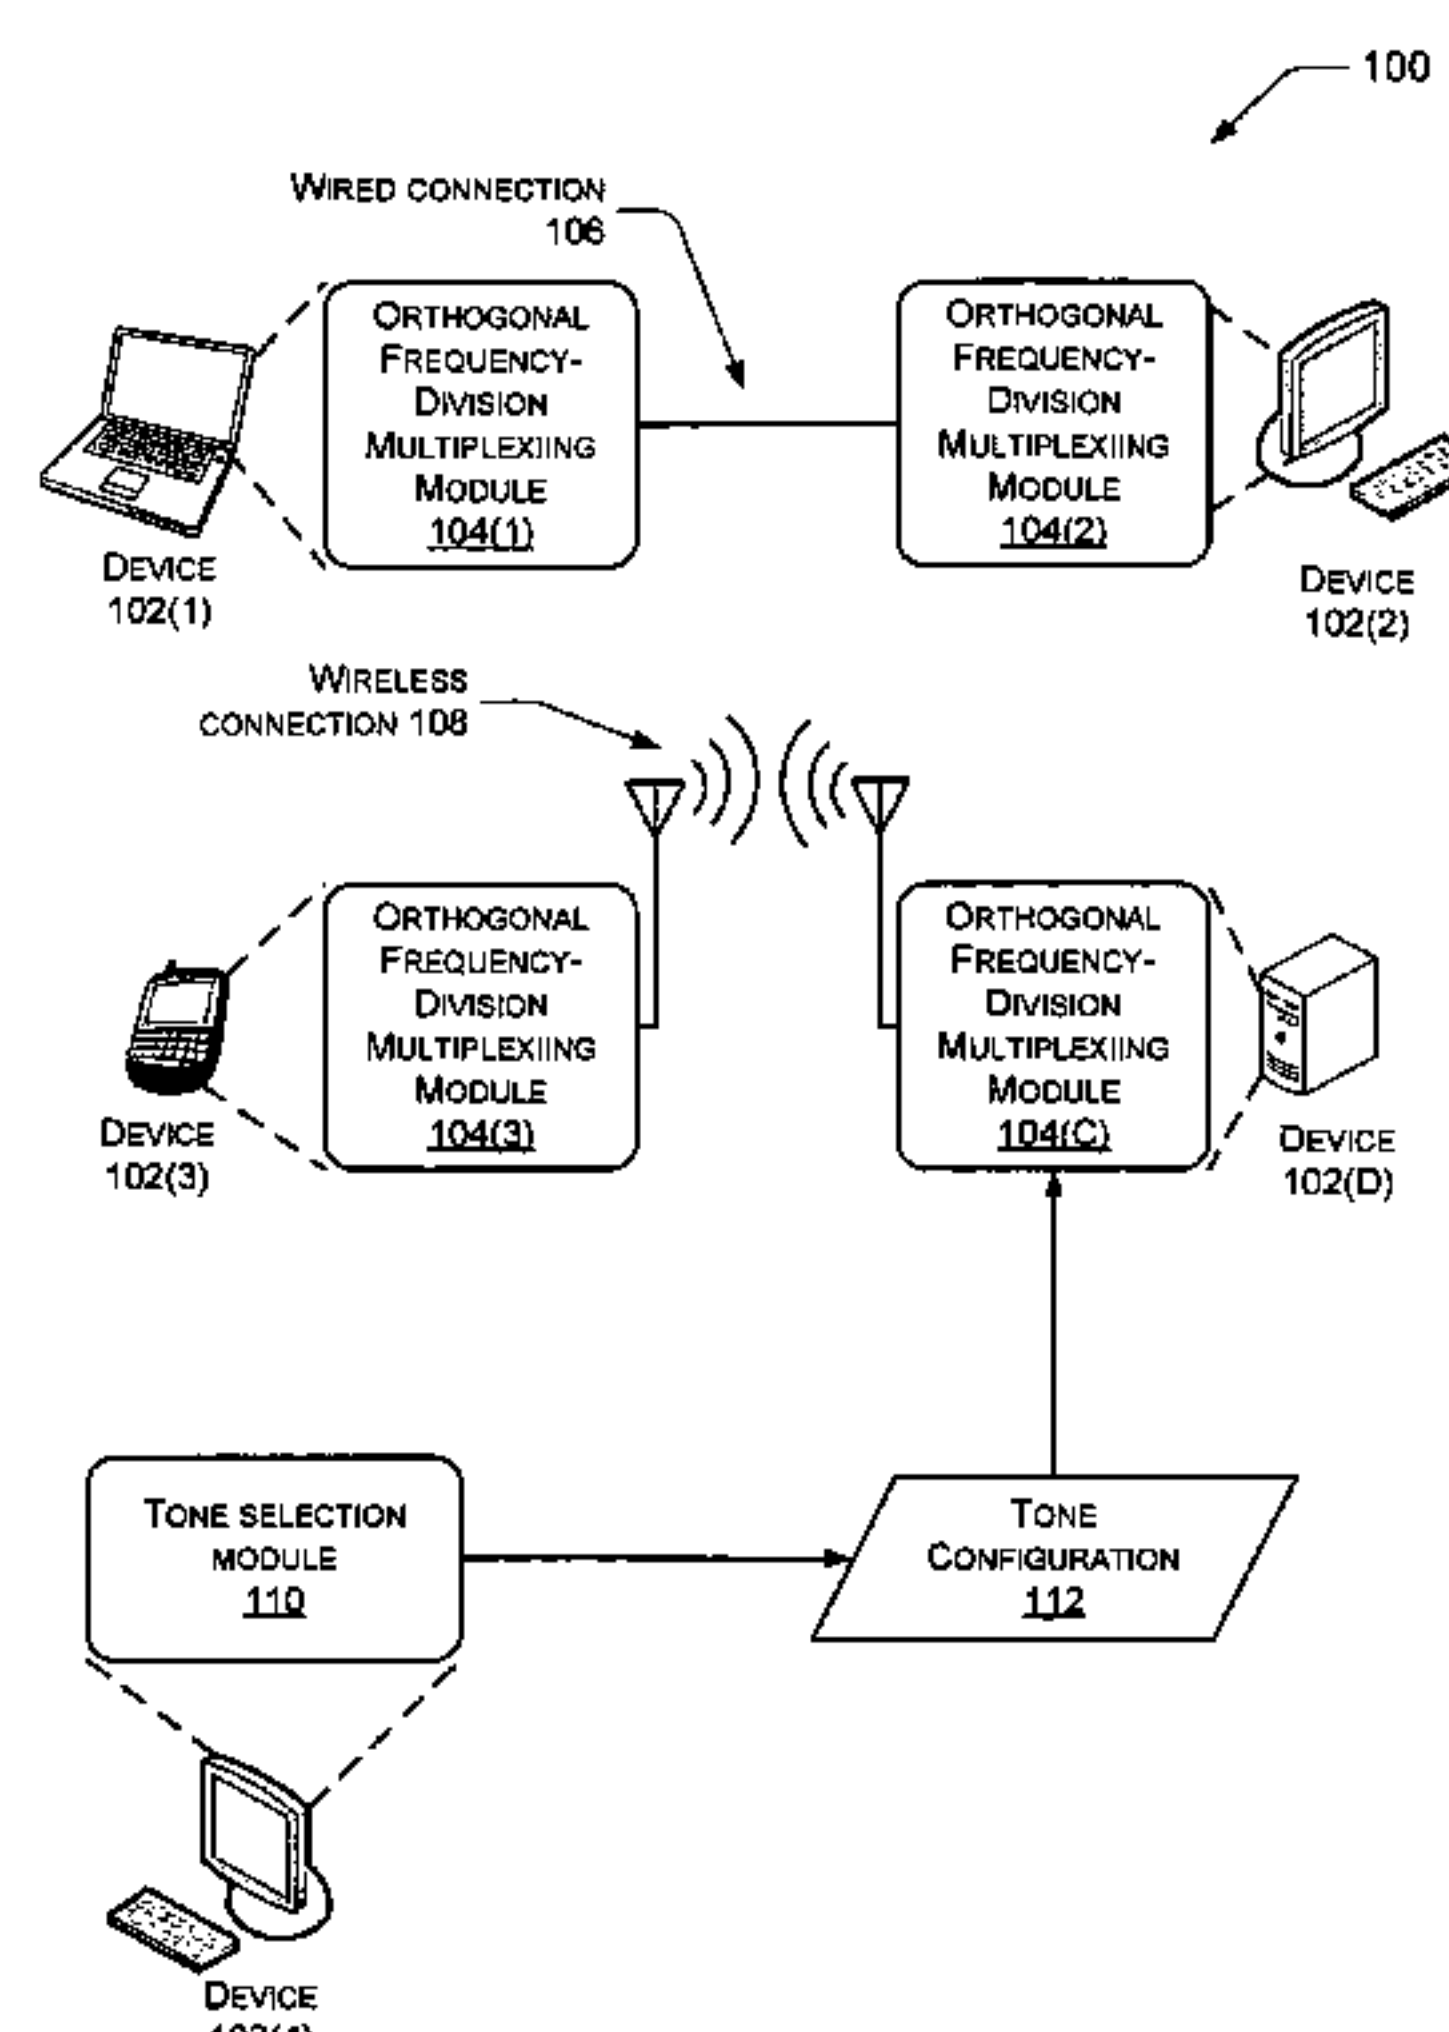 100
WIRED CONNECTION
106
ORTHOGONAL
FREQUENCY-
DIVISION
MULTIPLEXIING
MODULE
104(1)
ORTHOGONAL
FREQUENCY-
DIVISION
MULTIPLEXIING
MODULE
104(2)
DEVICE
102(1)
DEVICE
102(2)
WIRELESS
CONNECTION 108
ORTHOGONAL
FREQUENCY-
DIVISION
MULTIPLEXIING
MODULE
104(3)
ORTHOGONAL
FREQUENCY-
DIVISION
MULTIPLEXIING
MODULE
104(C)
DEVICE
102(3)
DEVICE
102(D)
TONE SELECTION
MODULE
110
TONE
CONFIGURATION
112
DEVICE